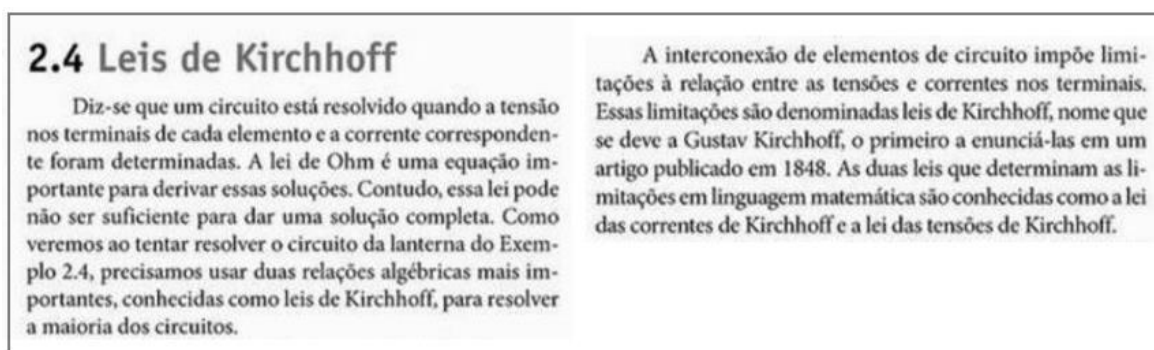 2.4 Leis de Kirchhoff
Diz-se que um circuito está resolvido quando a tensão
nos terminais de cada elemento e a corrente corresponden-
te foram determinadas. A lei de Ohm é uma equação im-
portante para derivar essas soluções. Contudo, essa lei pode
não ser suficiente para dar uma solução completa. Como
veremos ao tentar resolver o circuito da lanterna do Exem-
plo 2.4, precisamos usar duas relações algébricas mais im-
portantes, conhecidas como leis de Kirchhoff, para resolver
a maioria dos circuitos.
A interconexão de elementos de circuito impõe limi-
tações à relação entre as tensões e correntes nos terminais.
Essas limitações são denominadas leis de Kirchhoff, nome que
se deve a Gustav Kirchhoff, o primeiro a enunciá-las em um
artigo publicado em 1848. As duas leis que determinam as li-
mitações em linguagem matemática são conhecidas como a lei
das correntes de Kirchhoff e a lei das tensões de Kirchhoff.